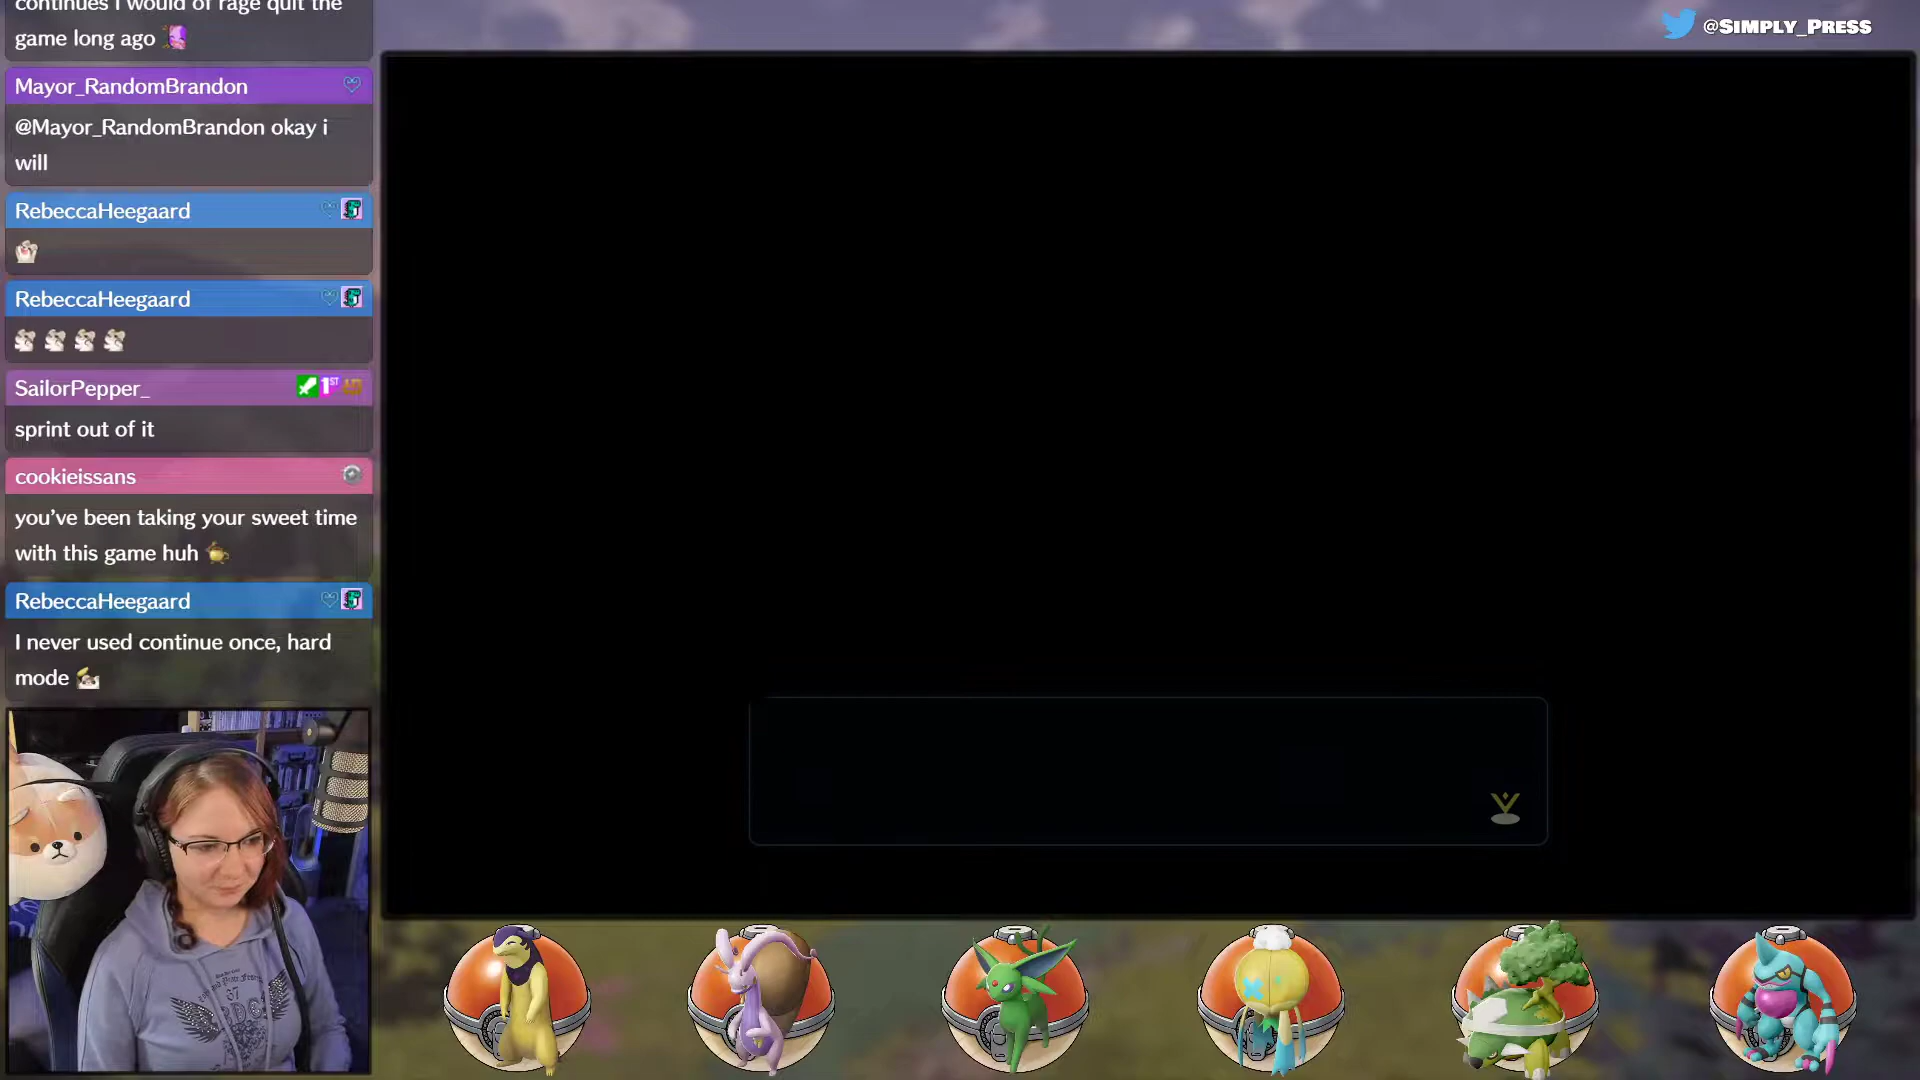 continues I would of rage quit the
game long ago
Mayor_RandomBrandon
@Mayor_RandomBrandon okay i
will
RebeccaHeegaard
RebeccaHeegaard
SailorPepper_
1ST
sprint out of it
cookieissans
you've been taking your sweet time
with this game huh
RebeccaHeegaard
I never used continue once, hard
mode
@Simply_Press